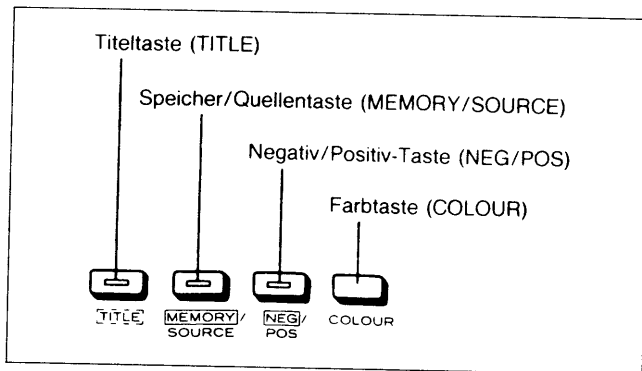 Titeltaste (TITLE)
Speicher/Quellentaste (MEMORY/SOURCE)
Negativ/Positiv-Taste (NEG/POS)
Farbtaste (COLOUR)
TITLE MEMORY/ NEG/ COLOUR
SOURCE POS